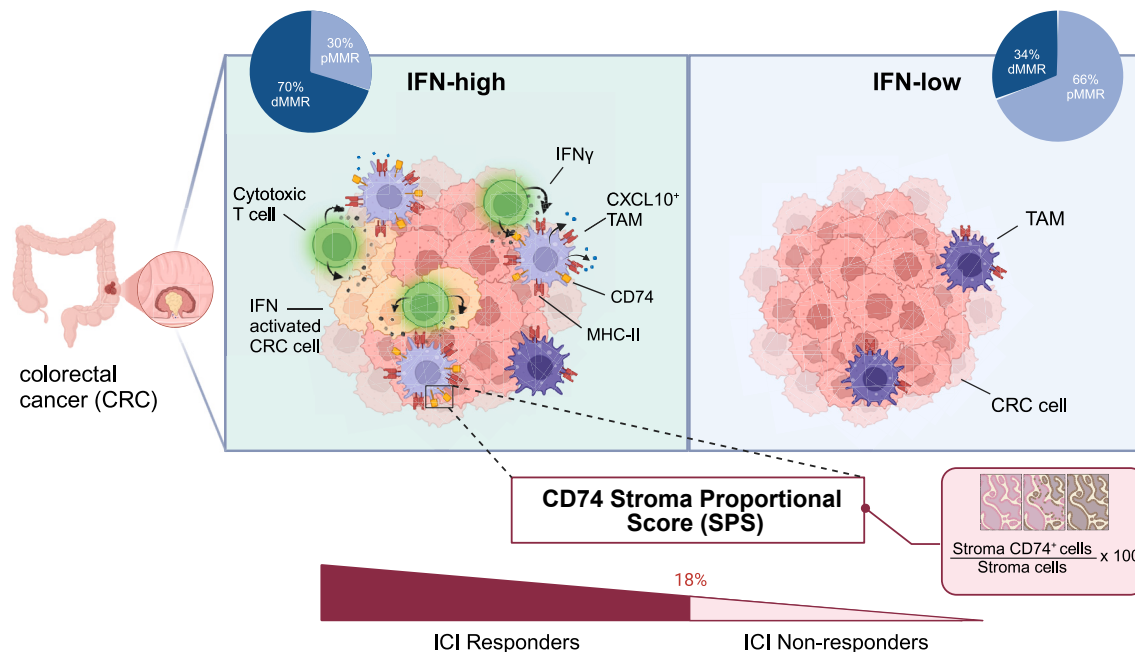 30%
pMMR
70%
dMMR
IFN-high
IFN-low
34%
dMMR
66%
pMMR
Cytotoxic
T cell
IFNγ
CXCL10⁺
TAM
CD74
MHC-II
IFN
activated
CRC cell
TAM
CRC cell
colorectal
cancer (CRC)
CD74 Stroma Proportional
Score (SPS)
Stroma CD74⁺ cells
Stroma cells
x 100
18%
ICI Responders
ICI Non-responders